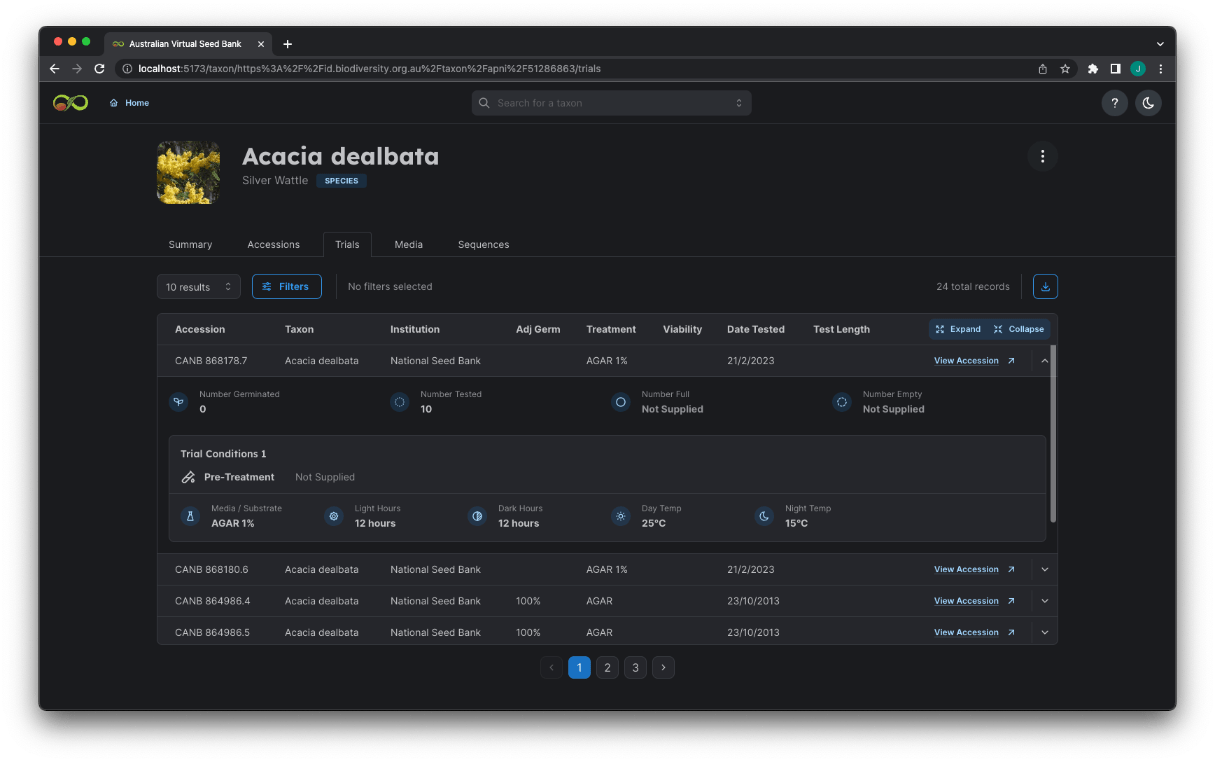 Australian Virtual Seed Bank
localhost:5173/taxon/https%3A%2F%2Fid.biodiversity.org.au%2Ftaxon%2Fapni%2F51286863/trials
J
Home
Search for a taxon
?
Acacia dealbata
Silver Wattle SPECIES
Summary Accessions Trials Media Sequences
10 results Filters No filters selected 24 total records
Accession Taxon Institution Adj Germ Treatment Viability Date Tested Test Length Expand Collapse
CANB 868178.7 Acacia dealbata National Seed Bank AGAR 1% 21/2/2023 View Accession
Number Germinated Number Tested Number Full Number Empty
0 10 Not Supplied Not Supplied
Trial Conditions 1
Pre-Treatment Not Supplied
Media / Substrate Light Hours Dark Hours Day Temp Night Temp
AGAR 1% 12 hours 12 hours 25°C 15°C
CANB 868180.6 Acacia dealbata National Seed Bank AGAR 1% 21/2/2023 View Accession
CANB 864986.4 Acacia dealbata National Seed Bank 100% AGAR 23/10/2013 View Accession
CANB 864986.5 Acacia dealbata National Seed Bank 100% AGAR 23/10/2013 View Accession
1 2 3